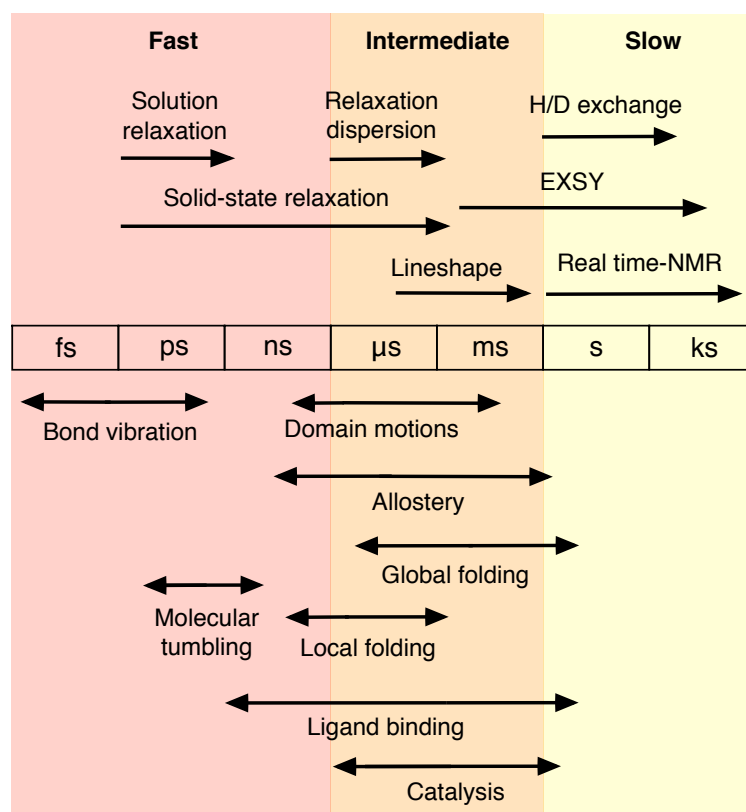 Fast Intermediate Slow
Solution
relaxation
Relaxation
dispersion
H/D exchange
EXSY
Solid-state relaxation
Lineshape
Real time-NMR
fs ps ns µs ms s ks
Bond vibration
Domain motions
Allostery
Global folding
Molecular
tumbling
Local folding
Ligand binding
Catalysis